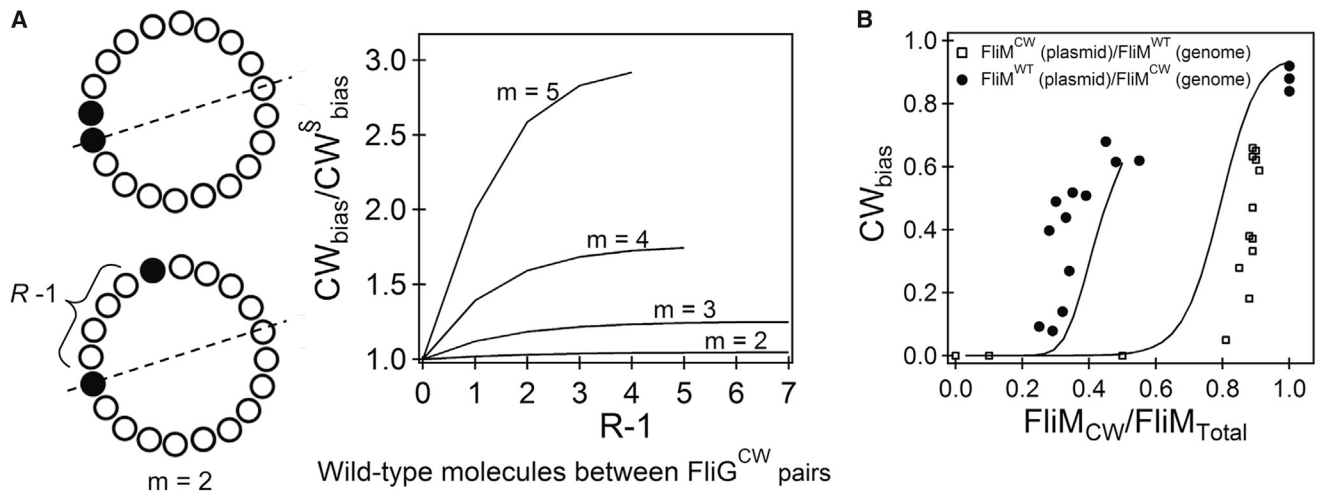 A
R -1
m = 2
CW_bias/CW^§_bias
3.0
2.5
2.0
1.5
1.0
m = 5
m = 4
m = 3
m = 2
0 1 2 3 4 5 6 7
R-1
Wild-type molecules between FliG^CW pairs
B
CW_bias
1.0
0.8
0.6
0.4
0.2
0.0
FliM^CW (plasmid)/FliM^WT (genome)
FliM^WT (plasmid)/FliM^CW (genome)
0.0 0.2 0.4 0.6 0.8 1.0
FliM_CW/FliM_Total